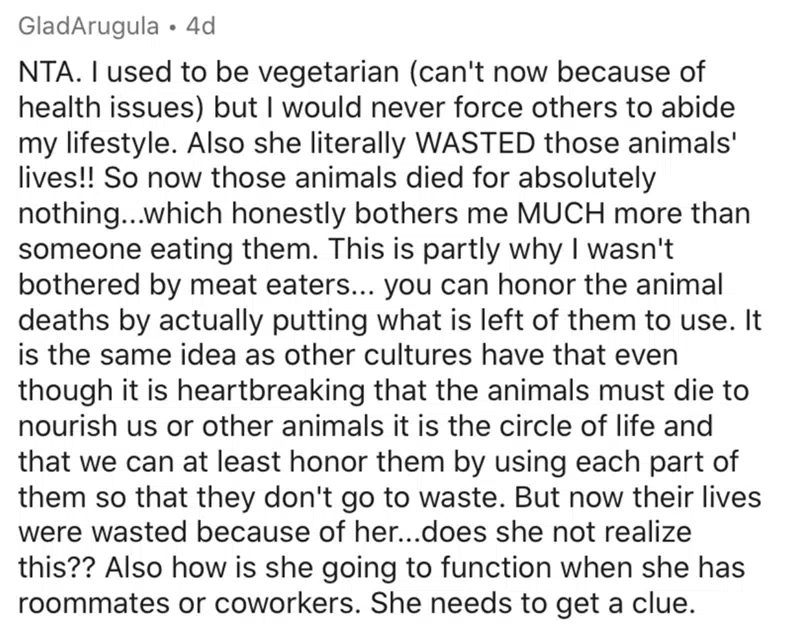 GladArugula • 4d
NTA. I used to be vegetarian (can't now because of
health issues) but I would never force others to abide
my lifestyle. Also she literally WASTED those animals'
lives!! So now those animals died for absolutely
nothing...which honestly bothers me MUCH more than
someone eating them. This is partly why I wasn't
bothered by meat eaters... you can honor the animal
deaths by actually putting what is left of them to use. It
is the same idea as other cultures have that even
though it is heartbreaking that the animals must die to
nourish us or other animals it is the circle of life and
that we can at least honor them by using each part of
them so that they don't go to waste. But now their lives
were wasted because of her...does she not realize
this?? Also how is she going to function when she has
roommates or coworkers. She needs to get a clue.